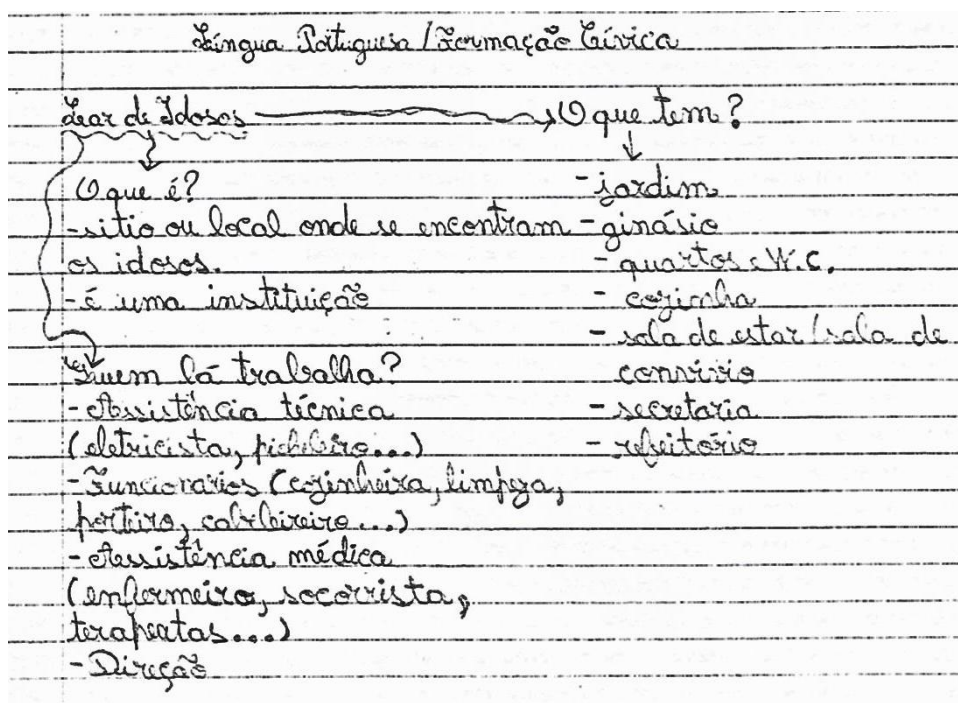 Língua Portuguesa / Formação Cívica
Lar de Idosos
O que tem?
O que é?
- sitio ou local onde se encontram
os idosos.
- é uma instituição
- jardim
- ginásio
- quartos c W.C.
- cozinha
- sala de estar / sala de
convívio
- secretaria
- refeitório
Quem lá trabalha?
- Assistência técnica
(eletricista, picheleiro...)
- Funcionarios (cozinheira, limpeza,
porteiro, cabeleireiro...)
- Assistência médica
(enfermeiro, socorrista,
terapeutas...)
- Direção